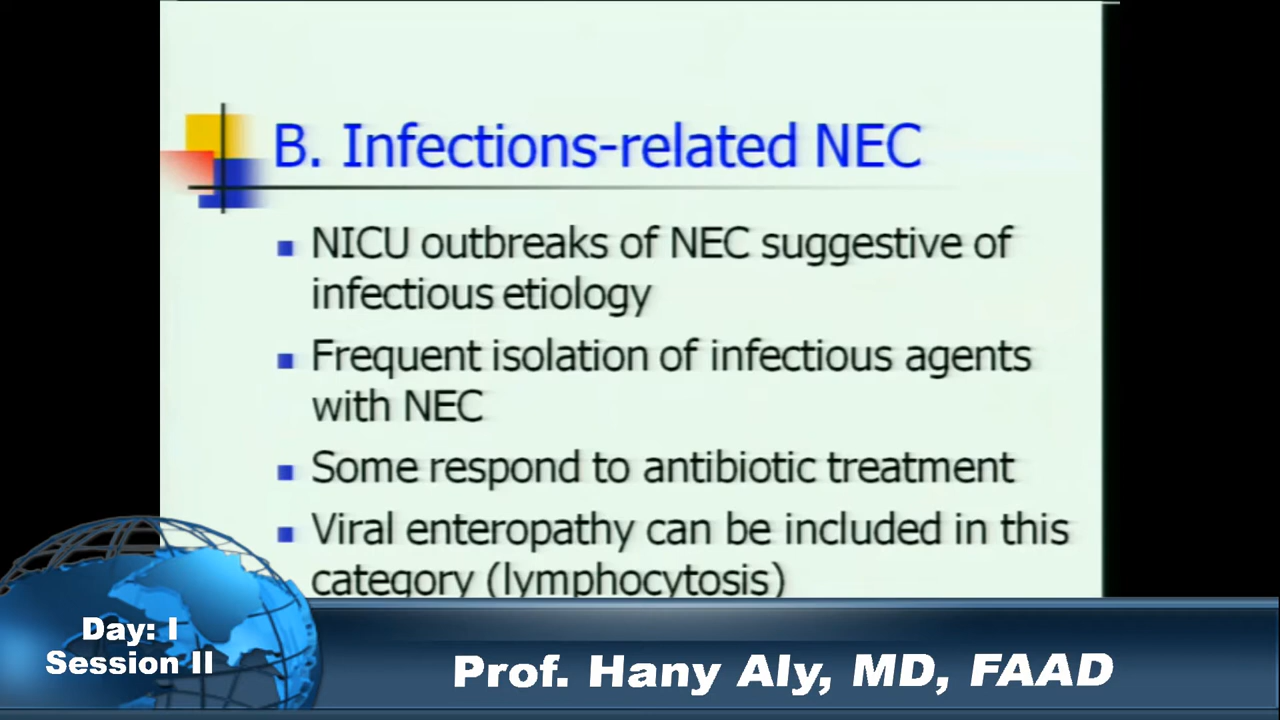 B. Infections-related NEC
NICU outbreaks of NEC suggestive of
infectious etiology
Frequent isolation of infectious agents
with NEC
Some respond to antibiotic treatment
Viral enteropathy can be included in this
category (lymphocytosis)
Day: I
Session II
Prof. Hany Aly, MD, FAAD